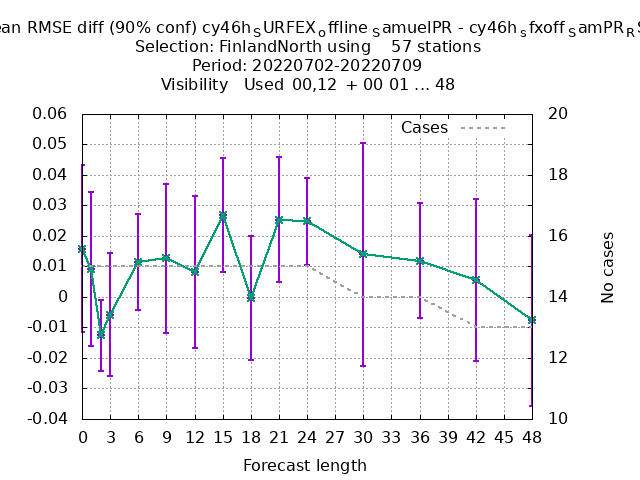 ean RMSE diff (90% conf) cy46h_SURFEX_offline_SamuelPR - cy46h_sfxoff_SamPR_RS
Selection: FinlandNorth using 57 stations
Period: 20220702-20220709
Visibility Used 00,12 + 00 01 ... 48
0.06
0.05
0.04
0.03
0.02
0.01
0
-0.01
-0.02
-0.03
-0.04
20
18
16
14
12
10
Cases
No cases
0 3 6 9 12 15 18 21 24 27 30 33 36 39 42 45 48
Forecast length